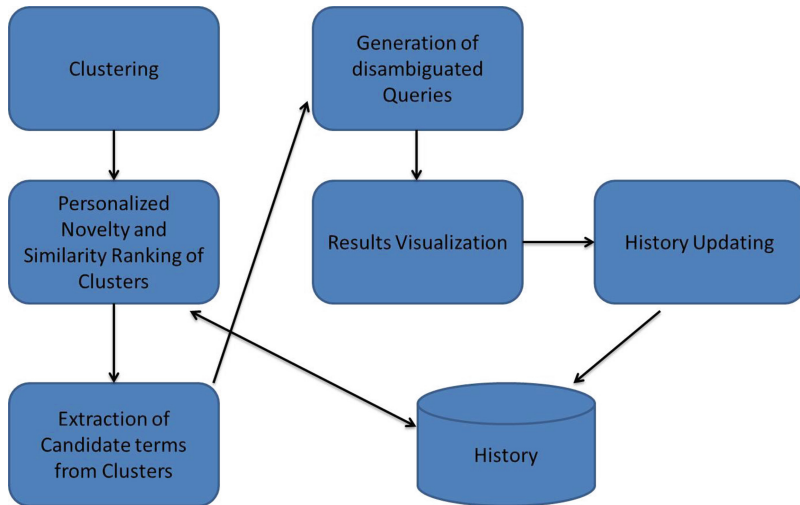 Clustering
Personalized
Novelty and
Similarity Ranking of
Clusters
Extraction of
Candidate terms
from Clusters
Generation of
disambiguated
Queries
Results Visualization
History Updating
History